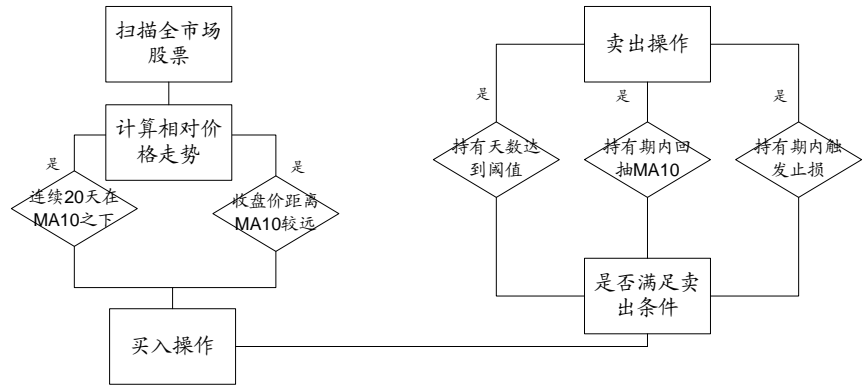 扫描全市场
股票
计算相对价
格走势
是
是
连续20天在
MA10之下
收盘价距离
MA10较远
买入操作
卖出操作
是
是
是
持有天数达
到阈值
持有期内回
抽MA10
持有期内触
发止损
是否满足卖
出条件